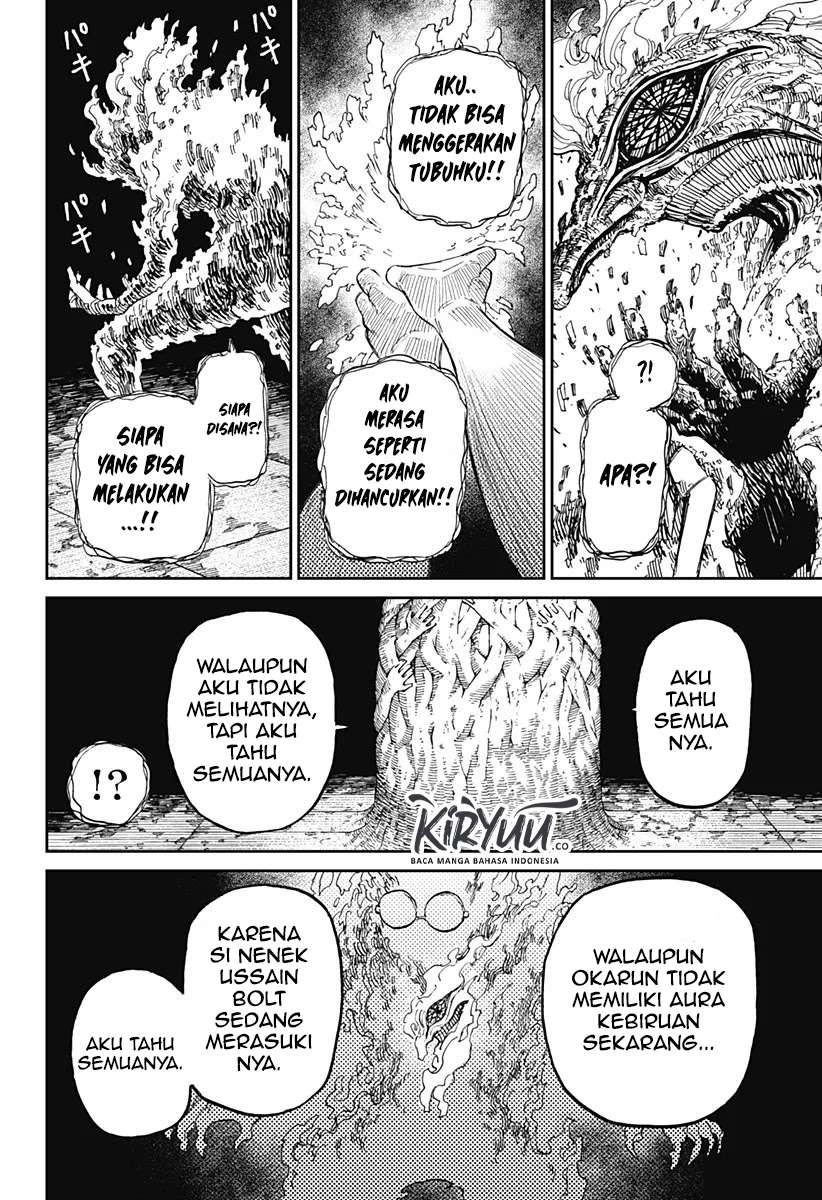 ?!
APA?!
AKU..
TIDAK BISA
MENGGERAKAN
TUBUHKU!!
AKU
MERASA
SEPERTI
SEDANG
DIHANCURKAN!!
パキ
パキ
SIAPA
DISANA?!
SIAPA
YANG BISA
MELAKUKAN
...!!
AKU
TAHU
SEMUA
NYA.
WALAUPUN
AKU TIDAK
MELIHATNYA,
TAPI AKU
TAHU
SEMUANYA.
!?
KIRYUU.CO
BACA MANGA BAHASA INDONESIA
WALAUPUN
OKARUN TIDAK
MEMILIKI AURA
KEBIRUAN
SEKARANG...
KARENA
SI NENEK
USSAIN
BOLT
SEDANG
MERASUKI
NYA.
AKU TAHU
SEMUANYA.